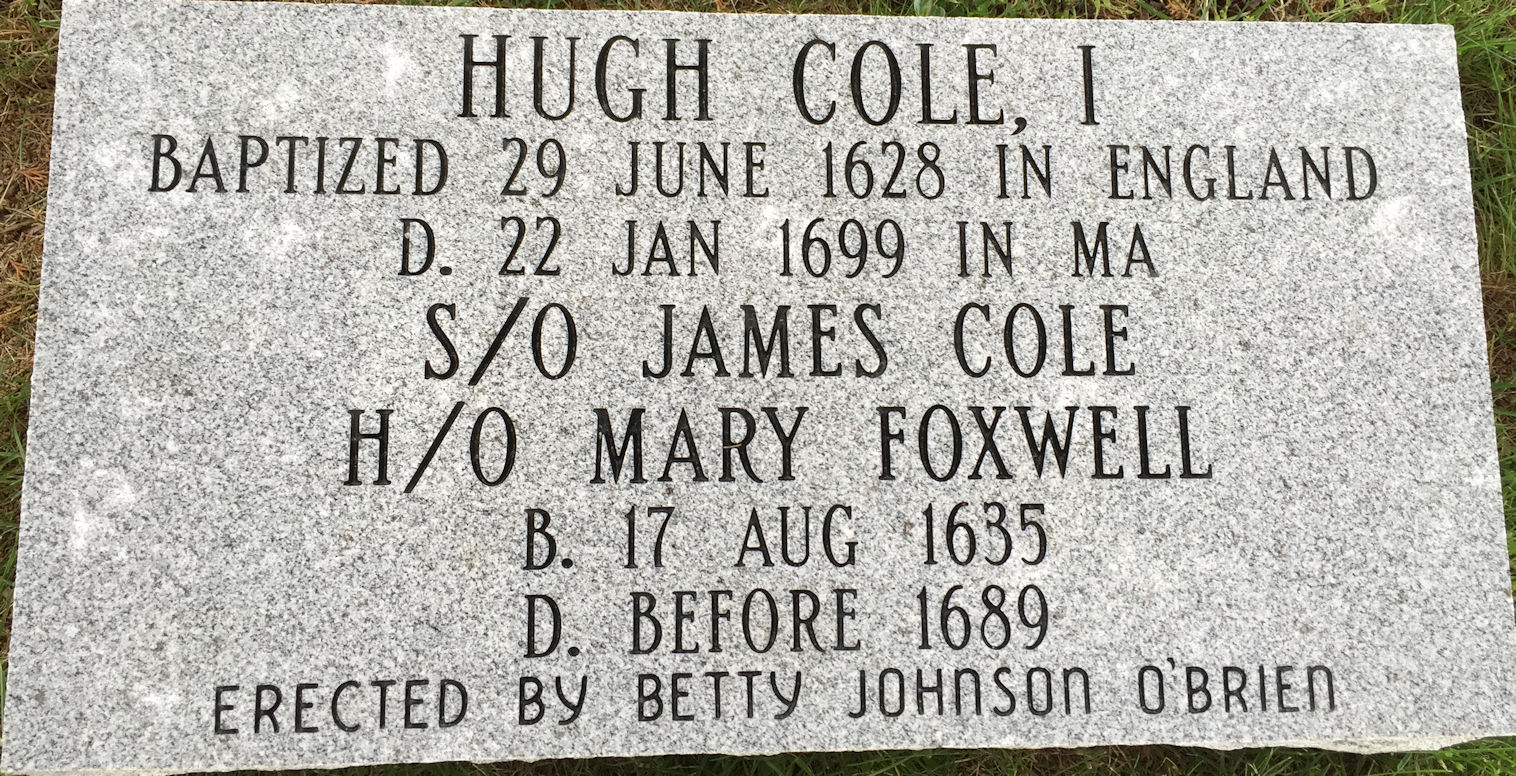 HUGH COLE, I
BAPTIZED 29 JUNE 1628 IN ENGLAND
D. 22 JAN 1699 IN MA
S/O JAMES COLE
H/O MARY FOXWELL
B. 17 AUG 1635
D. BEFORE 1689
ERECTED BY BETTY JOHNSON O'BRIEN